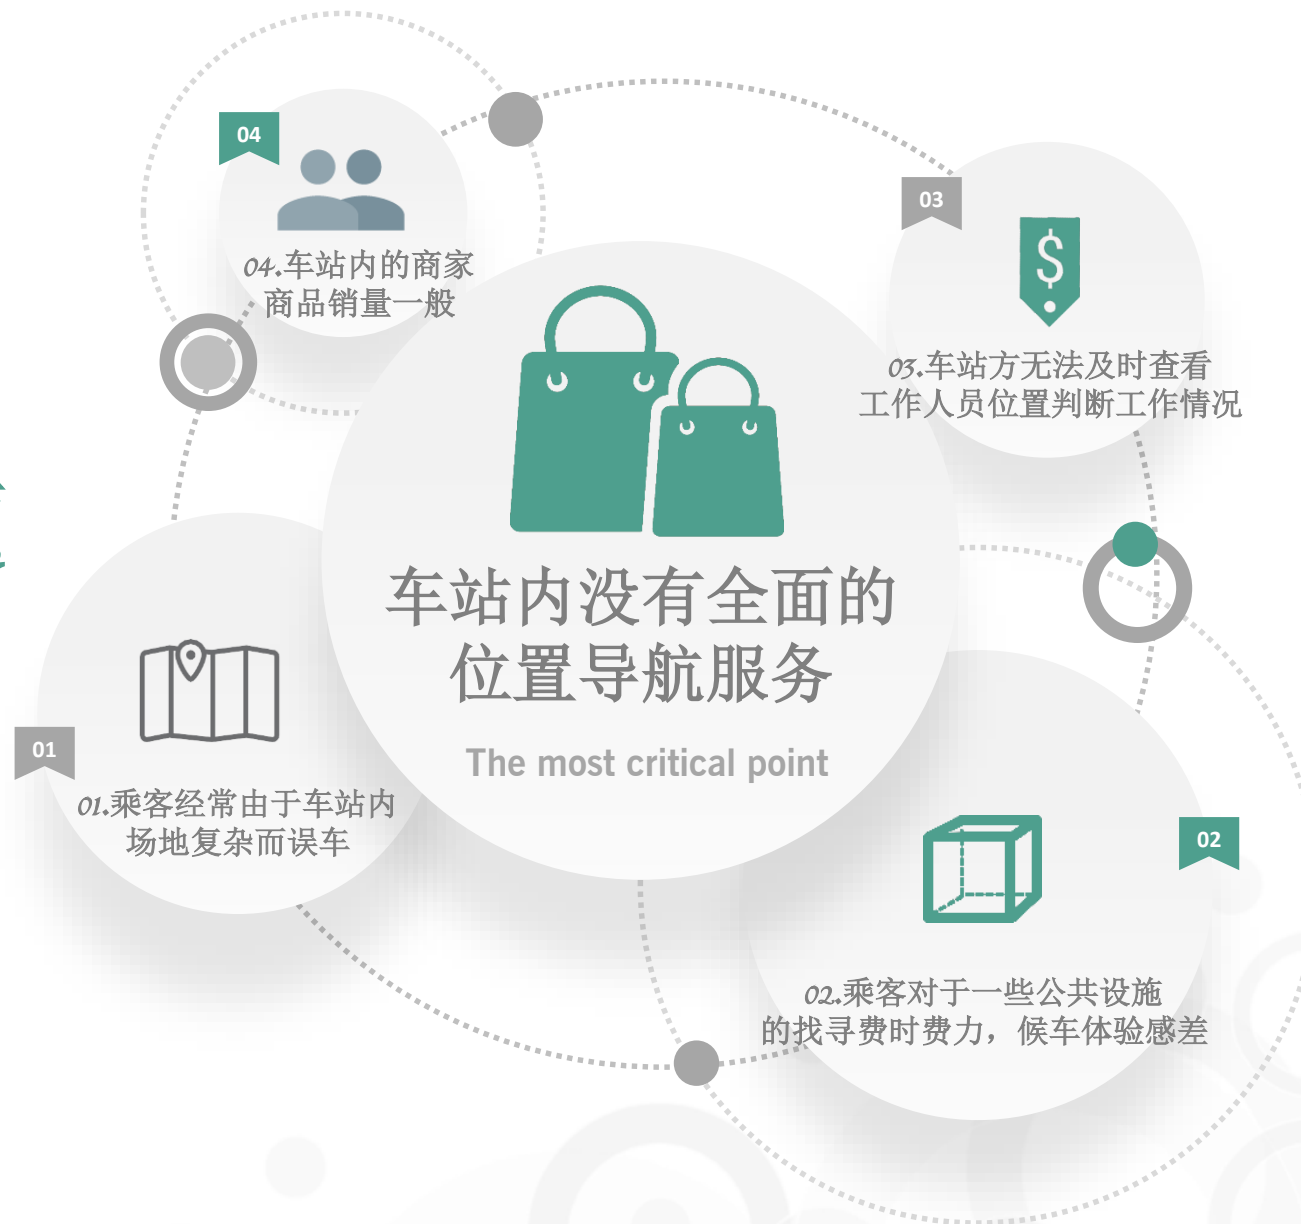 04
04.车站内的商家
商品销量一般
03
03.车站方无法及时查看
工作人员位置判断工作情况
车站内没有全面的
位置导航服务
The most critical point
01
01.乘客经常由于车站内
场地复杂而误车
02
02.乘客对于一些公共设施
的找寻费时费力，候车体验感差